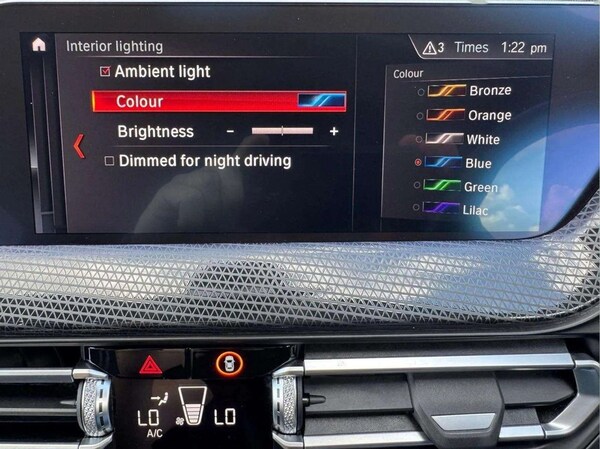 Interior lighting
3 Times 1:22 pm
Ambient light
Colour
Brightness - +
Dimmed for night driving
Colour
Bronze
Orange
White
Blue
Green
Lilac
LO LO
A/C